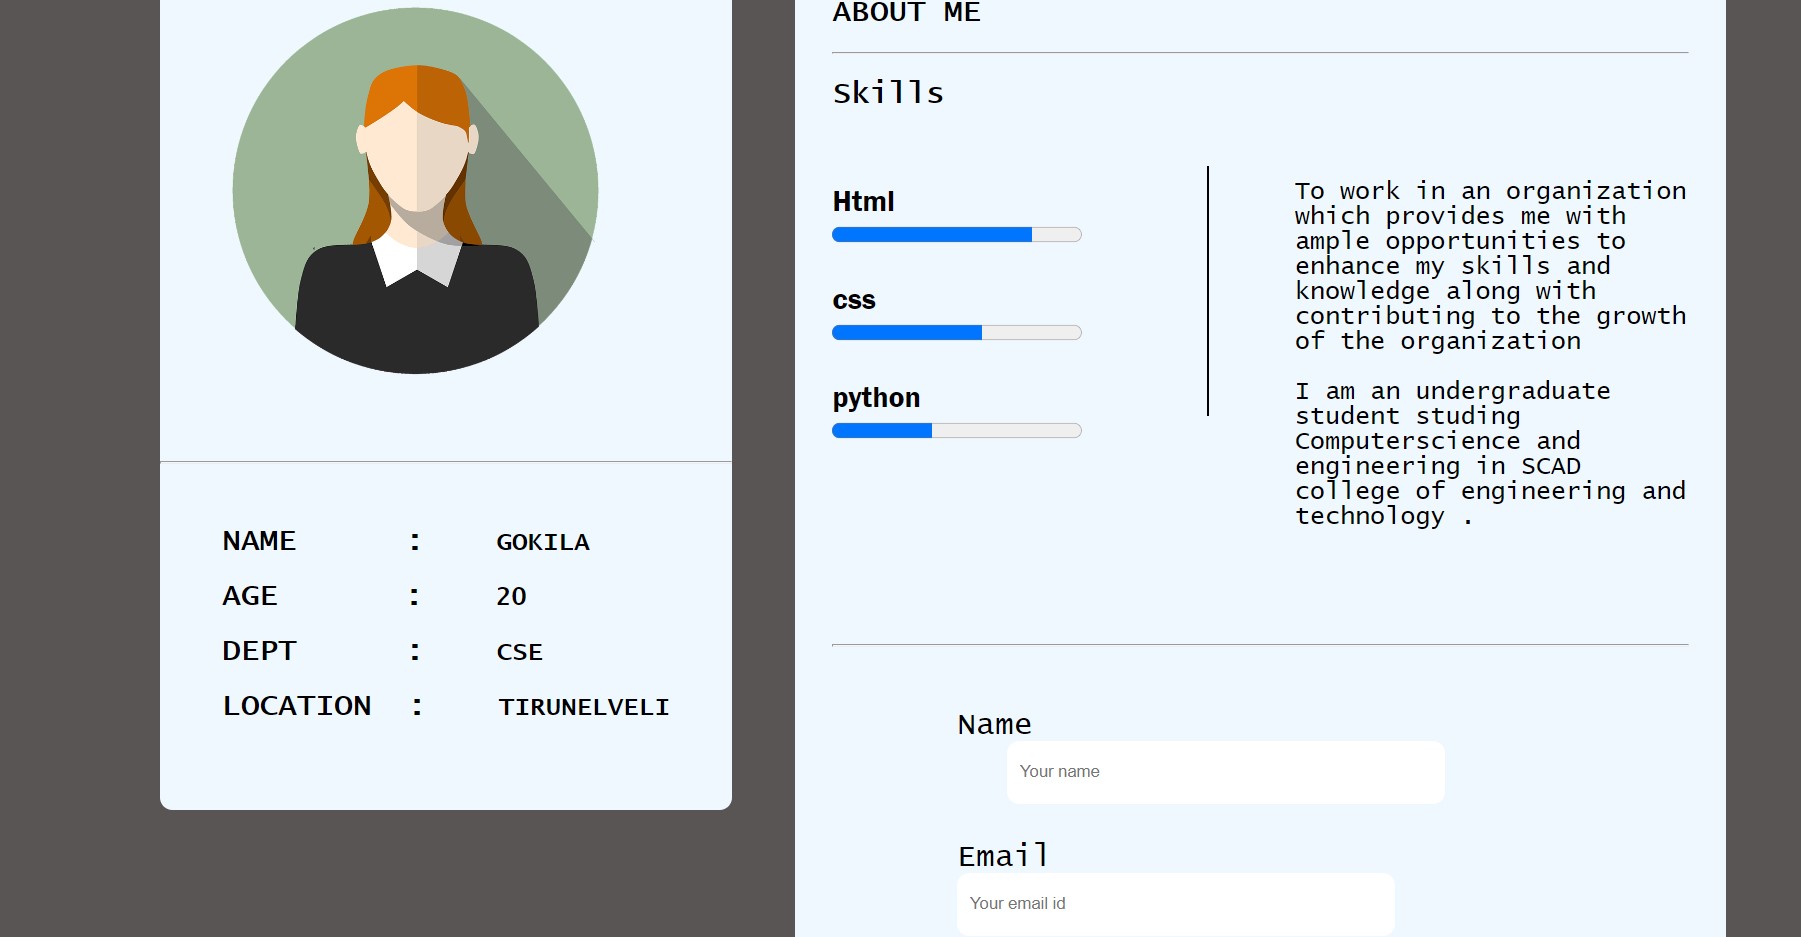 NAME : GOKILA
AGE : 20
DEPT : CSE
LOCATION : TIRUNELVELI
ABOUT ME
Skills
Html
css
python
To work in an organization
which provides me with
ample opportunities to
enhance my skills and
knowledge along with
contributing to the growth
of the organization
I am an undergraduate
student studing
Computerscience and
engineering in SCAD
college of engineering and
technology .
Name
Your name
Email
Your email id